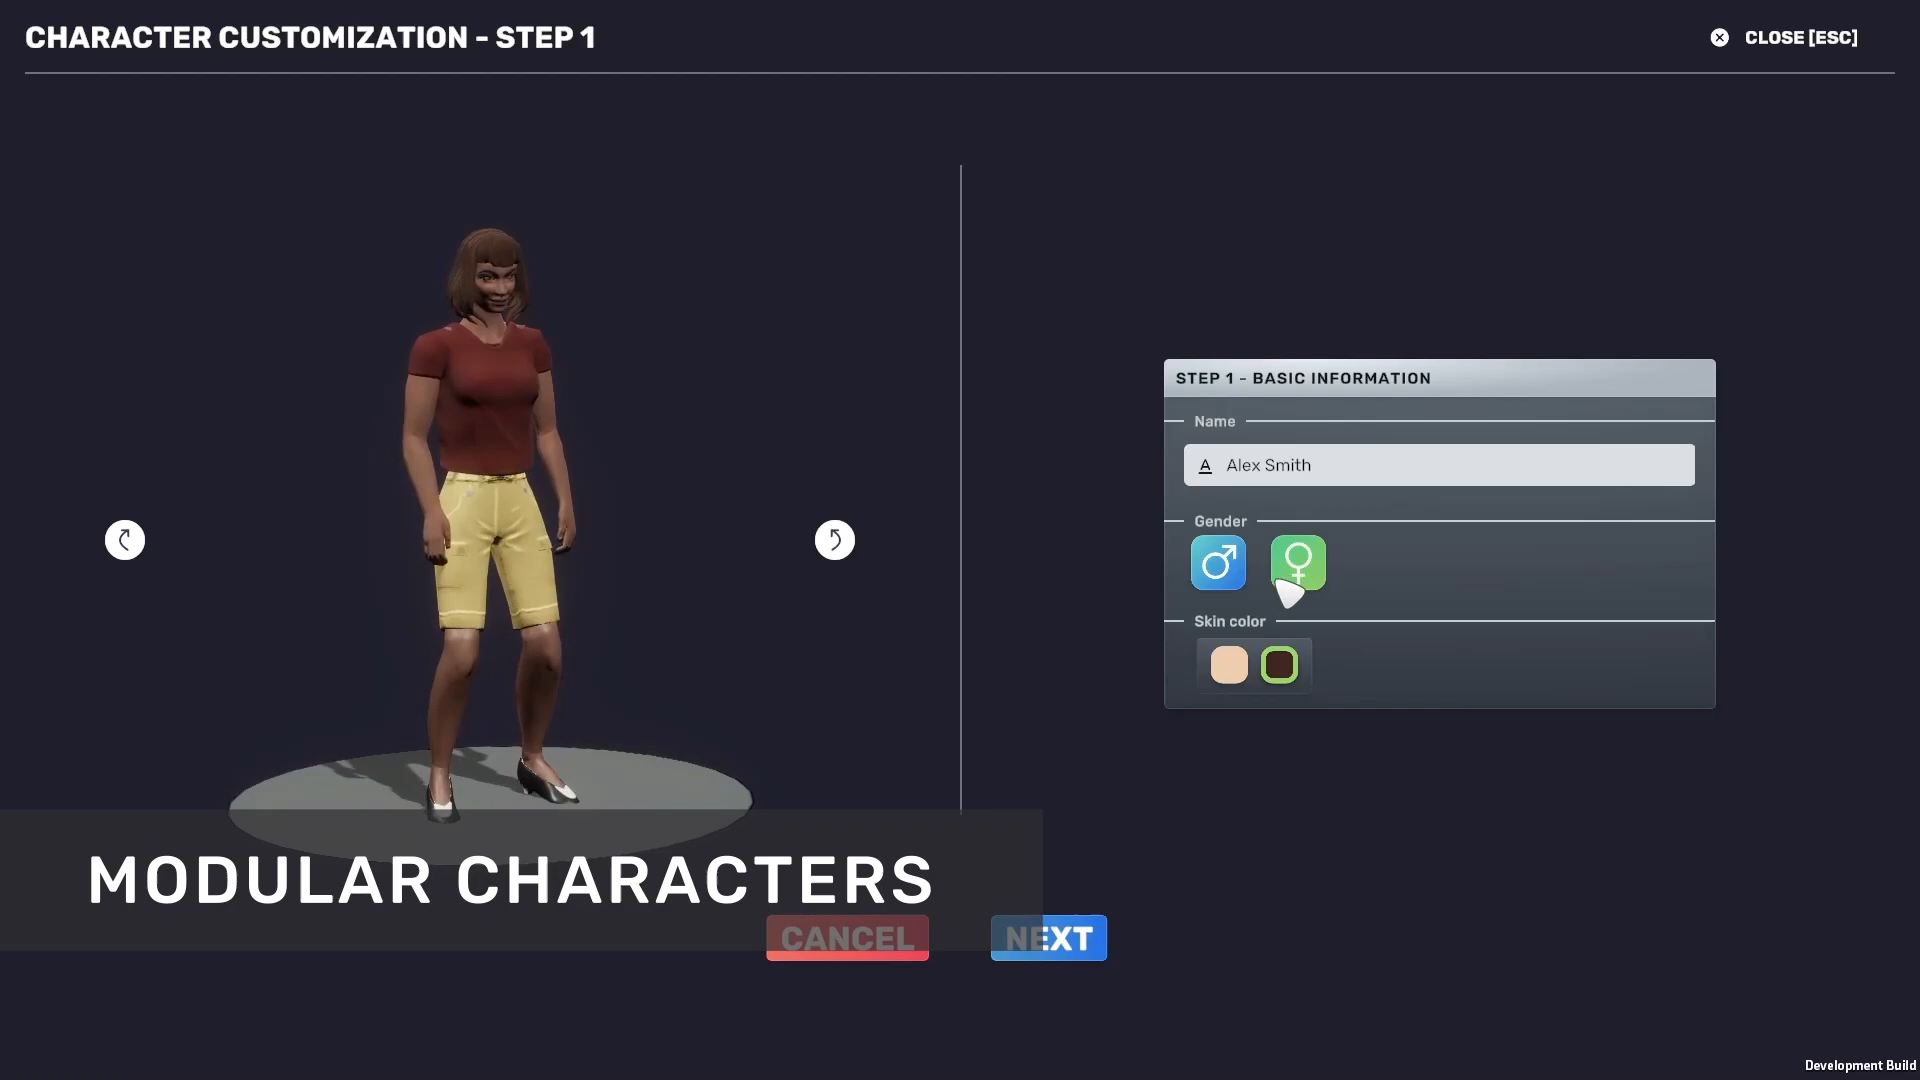 CHARACTER CUSTOMIZATION - STEP 1
CLOSE [ESC]
STEP 1 - BASIC INFORMATION
Name
A Alex Smith
Gender
Skin color
MODULAR CHARACTERS
CANCEL
NEXT
Development Build